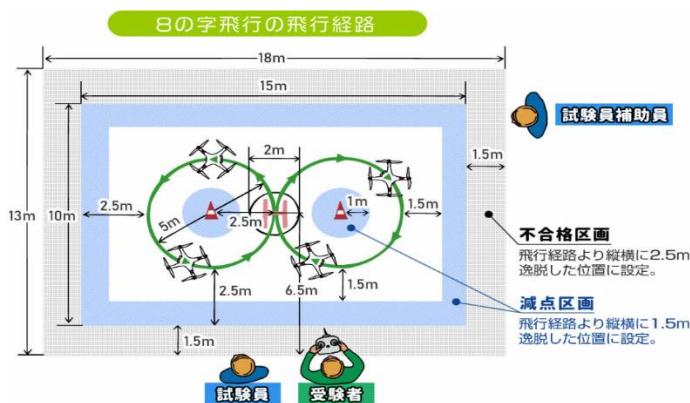 8の字飛行の飛行経路
18m
15m
試験員補助員
2m
1.5m
13m
10m
2.5m
5m
2.5m
1m
1.5m
不合格区画
飛行経路より縦横に2.5m
逸脱した位置に設定。
2.5m
6.5m
1.5m
減点区画
飛行経路より縦横に1.5m
逸脱した位置に設定。
1.5m
試験員
受験者